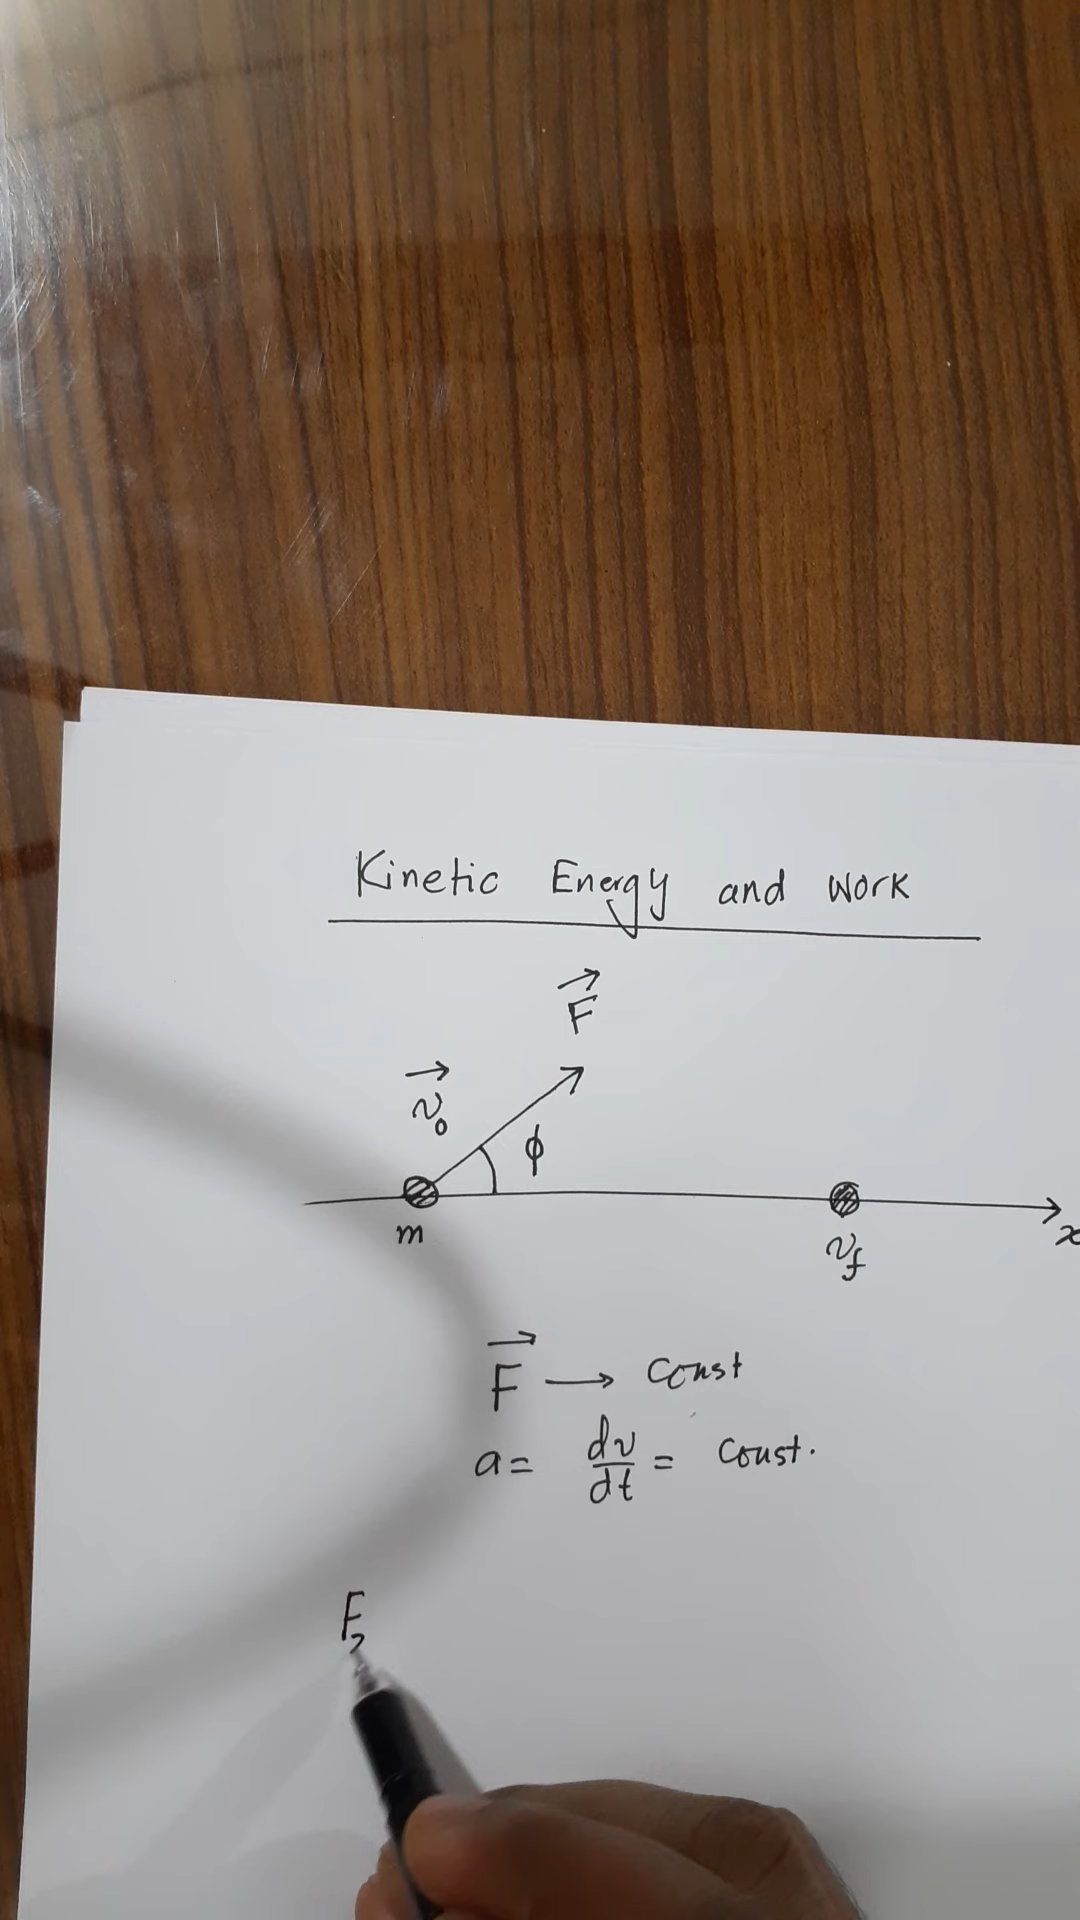 Kinetic Energy and Work
F⃗
v⃗₀
ϕ
m
v_f
x
F⃗ → Const
a = dv/dt = Const.
F